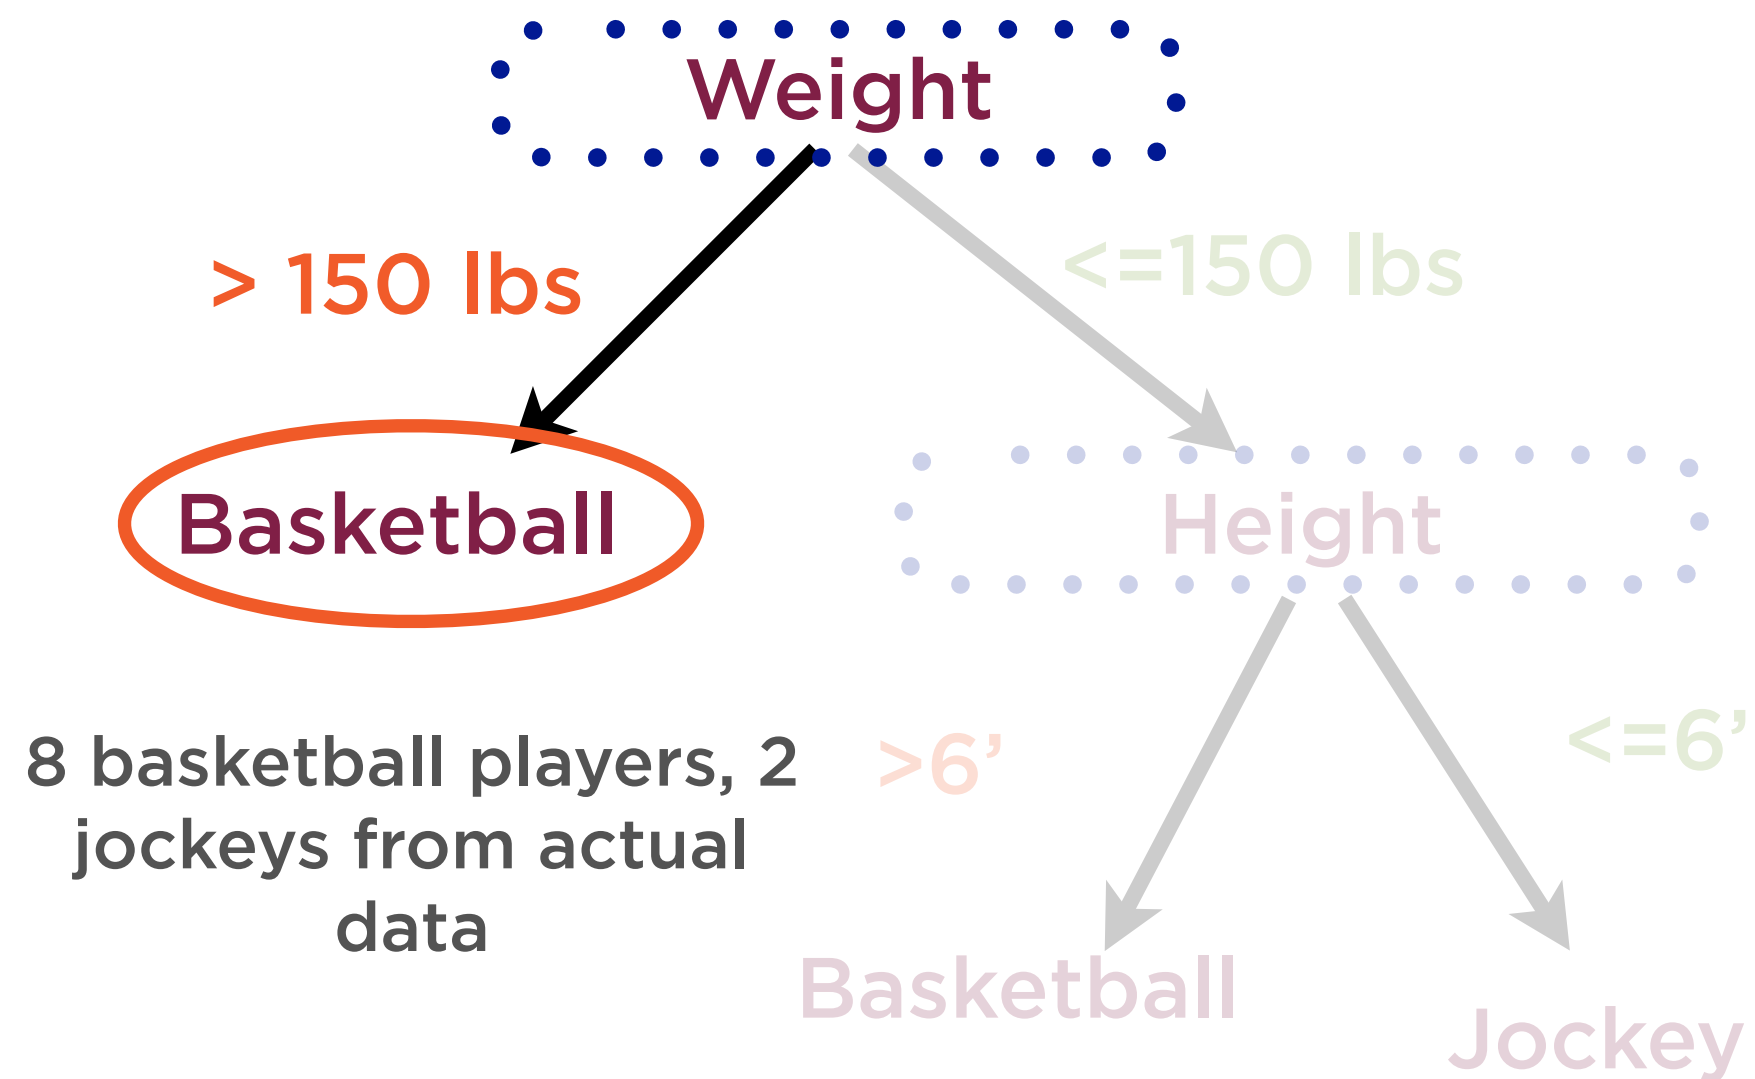 Weight
> 150 lbs
<=150 lbs
Basketball
Height
8 basketball players, 2
jockeys from actual
data
>6’
<=6’
Basketball
Jockey